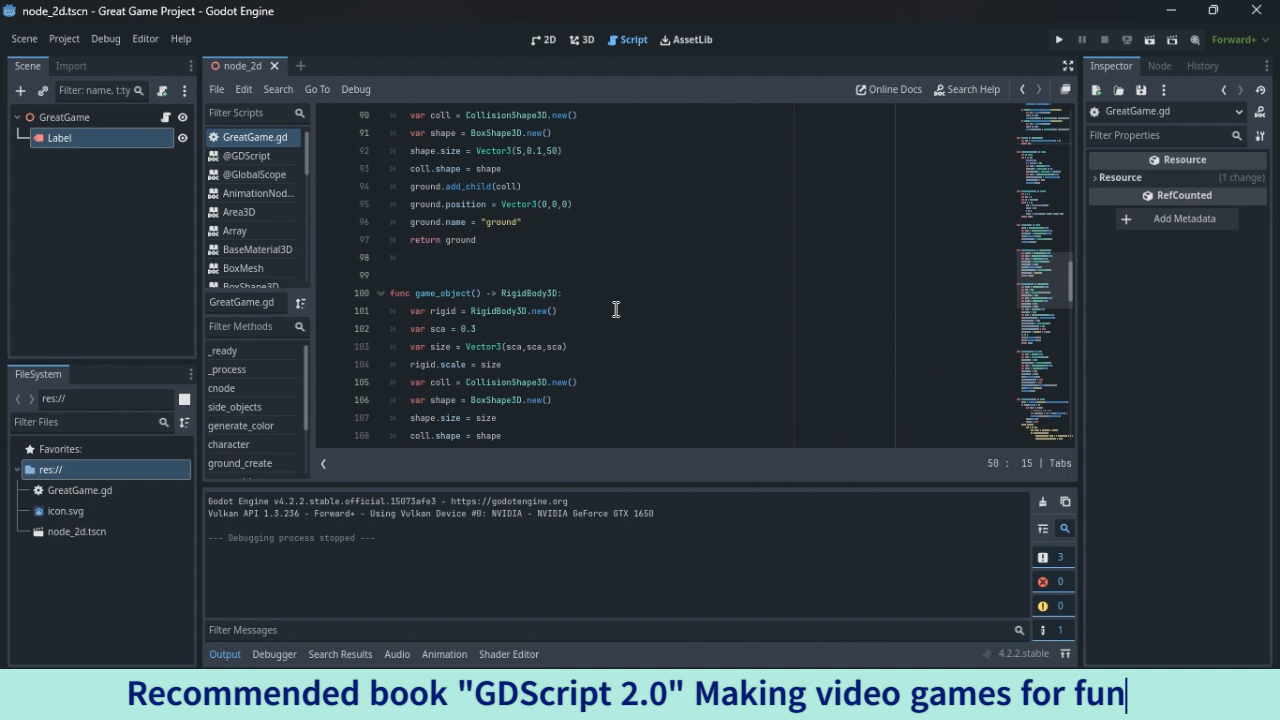 node_2d.tscn - Great Game Project - Godot Engine
Scene Project Debug Editor Help
2D 3D Script AssetLib
Forward+
Scene Import
Filter: name, t:ty
GreatGame
Label
FileSystem
res://
Filter Files
Favorites:
res://
GreatGame.gd
icon.svg
node_2d.tscn
node_2d
File Edit Search Go To Debug
Online Docs Search Help
Filter Scripts
GreatGame.gd
@GDScript
@GlobalScope
AnimationNod...
Area3D
Array
BaseMaterial3D
BoxMesh
BoxShape3D
GreatGame.gd
Filter Methods
_ready
_process
cnode
side_objects
generate_color
character
ground_create
90 var coll = CollisionShape3D.new()
91 var shape = BoxShape3D.new()
92 shape.size = Vector3(5,0.1,50)
93 coll.shape = shape
94 ground.add_child(coll)
95 ground.position = Vector3(0,0,0)
96 ground.name = "ground"
97 return ground
98
99
100 func game_object() -> RigidBody3D:
101 var rigid = RigidBody3D.new()
102 var sca = 0.3
103 var size = Vector3(sca,sca,sca)
104 rigid.scale = size
105 var coll = CollisionShape3D.new()
106 var shape = BoxShape3D.new()
107 shape.size = size
108 coll.shape = shape
50 : 15 | Tabs
Godot Engine v4.2.2.stable.official.15073afe3 - https://godotengine.org
Vulkan API 1.3.236 - Forward+ - Using Vulkan Device #0: NVIDIA - NVIDIA GeForce GTX 1650
--- Debugging process stopped ---
3
0
0
1
Filter Messages
Output Debugger Search Results Audio Animation Shader Editor
4.2.2.stable
Inspector Node History
GreatGame.gd
Filter Properties
Resource
Resource (1 change)
RefCounted
Add Metadata
Recommended book "GDScript 2.0" Making video games for fun